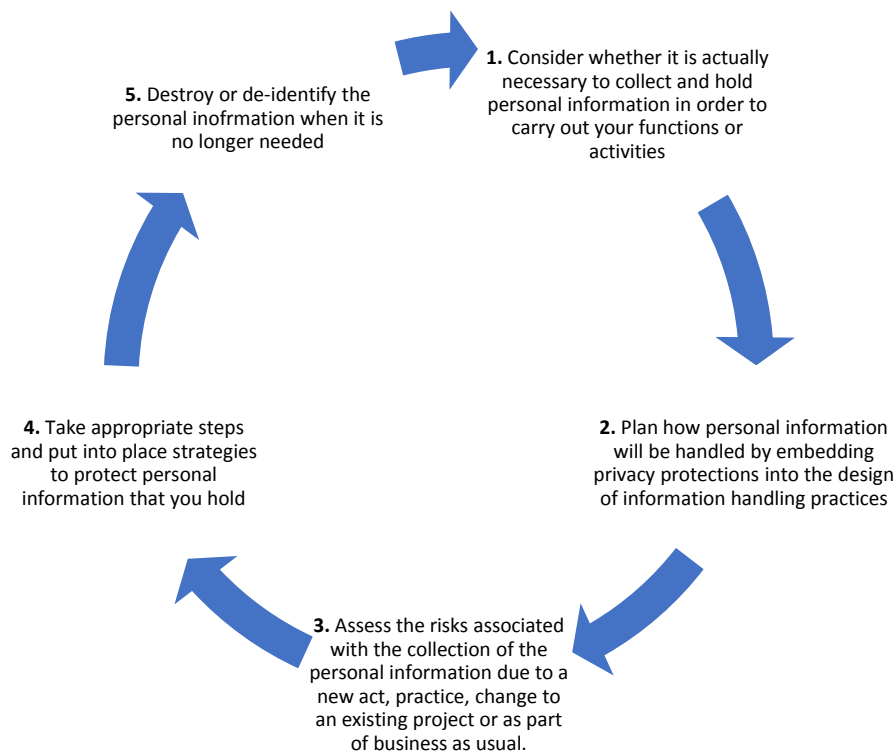 1. Consider whether it is actually
necessary to collect and hold
personal information in order to
carry out your functions or
activities
2. Plan how personal information
will be handled by embedding
privacy protections into the design
of information handling practices
3. Assess the risks associated
with the collection of the
personal information due to a
new act, practice, change to
an existing project or as part
of business as usual.
4. Take appropriate steps
and put into place strategies
to protect personal
information that you hold
5. Destroy or de-identify the
personal inofrmation when it is
no longer needed